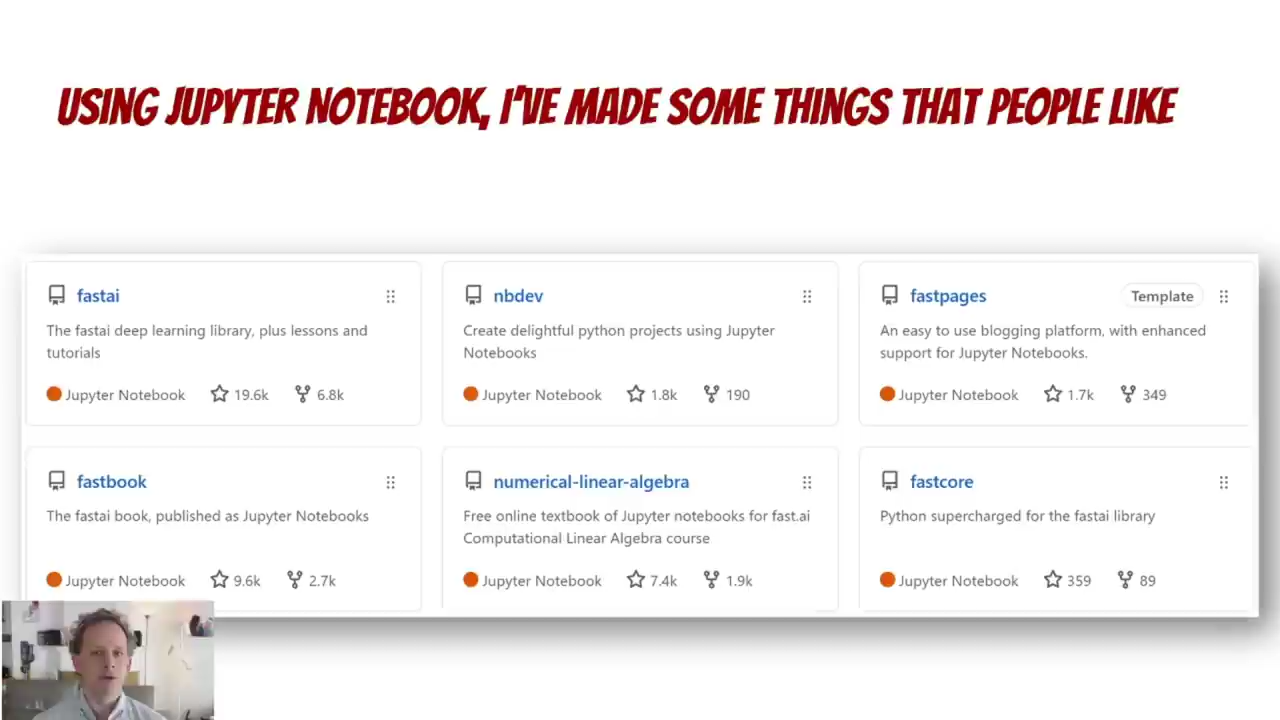 USING JUPYTER NOTEBOOK, I'VE MADE SOME THINGS THAT PEOPLE LIKE
fastai
The fastai deep learning library, plus lessons and
tutorials
Jupyter Notebook 19.6k 6.8k
nbdev
Create delightful python projects using Jupyter
Notebooks
Jupyter Notebook 1.8k 190
fastpages Template
An easy to use blogging platform, with enhanced
support for Jupyter Notebooks.
Jupyter Notebook 1.7k 349
fastbook
The fastai book, published as Jupyter Notebooks
Jupyter Notebook 9.6k 2.7k
numerical-linear-algebra
Free online textbook of Jupyter notebooks for fast.ai
Computational Linear Algebra course
Jupyter Notebook 7.4k 1.9k
fastcore
Python supercharged for the fastai library
Jupyter Notebook 359 89